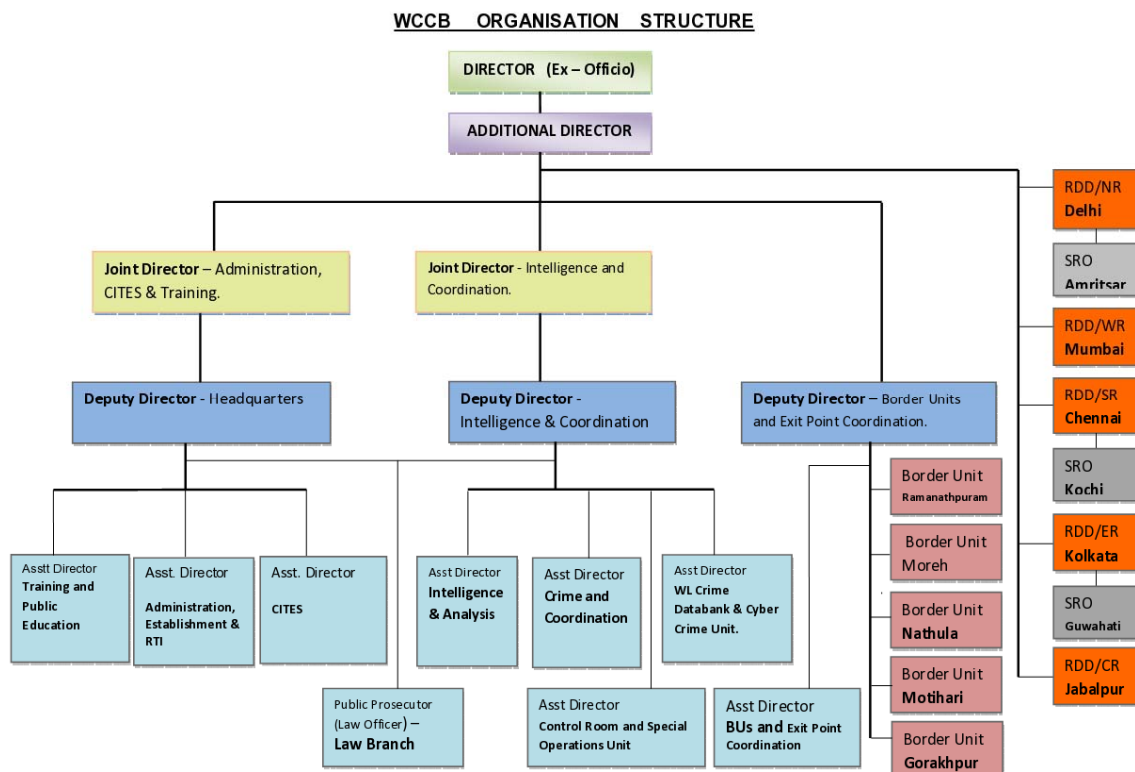 WCCB ORGANISATION STRUCTURE
DIRECTOR (Ex – Officio)
ADDITIONAL DIRECTOR
Joint Director – Administration,
CITES & Training.
Joint Director - Intelligence and
Coordination.
Deputy Director - Headquarters
Deputy Director -
Intelligence & Coordination
Deputy Director – Border Units
and Exit Point Coordination.
Asstt Director
Training and
Public
Education
Asst. Director
Administration,
Establishment &
RTI
Asst. Director
CITES
Asst Director
Intelligence
& Analysis
Asst Director
Crime and
Coordination
Asst Director
WL Crime
Databank & Cyber
Crime Unit.
Public Prosecutor
(Law Officer) –
Law Branch
Asst Director
Control Room and Special
Operations Unit
Asst Director
BUs and Exit Point
Coordination
Border Unit
Ramanathpuram
Border Unit
Moreh
Border Unit
Nathula
Border Unit
Motihari
Border Unit
Gorakhpur
RDD/NR
Delhi
SRO
Amritsar
RDD/WR
Mumbai
RDD/SR
Chennai
SRO
Kochi
RDD/ER
Kolkata
SRO
Guwahati
RDD/CR
Jabalpur